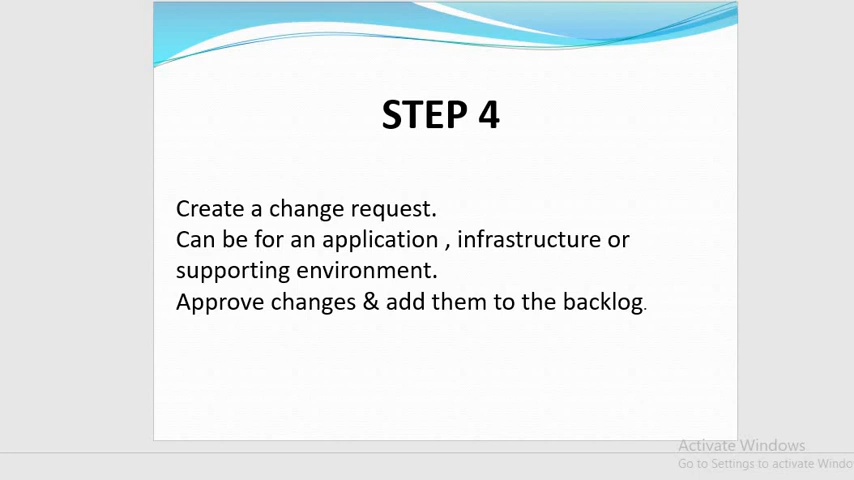 STEP 4
Create a change request.
Can be for an application , infrastructure or
supporting environment.
Approve changes & add them to the backlog.
Activate Windows
Go to Settings to activate Windo